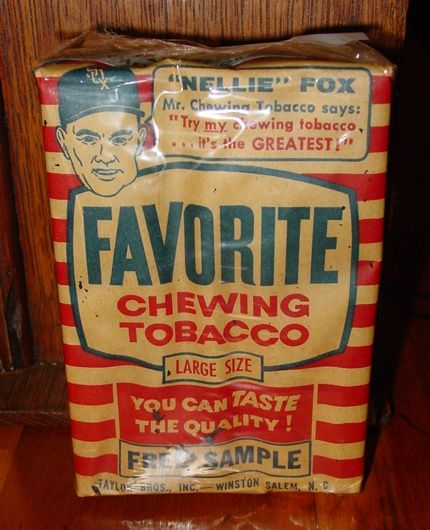 SOX
"NELLIE" FOX
Mr. Chewing Tobacco says:
"Try my chewing tobacco
...it's the GREATEST!"
FAVORITE
CHEWING
TOBACCO
LARGE SIZE
YOU CAN TASTE
THE QUALITY!
FREE SAMPLE
TAYLOR BROS., INC.—WINSTON SALEM, N. C.